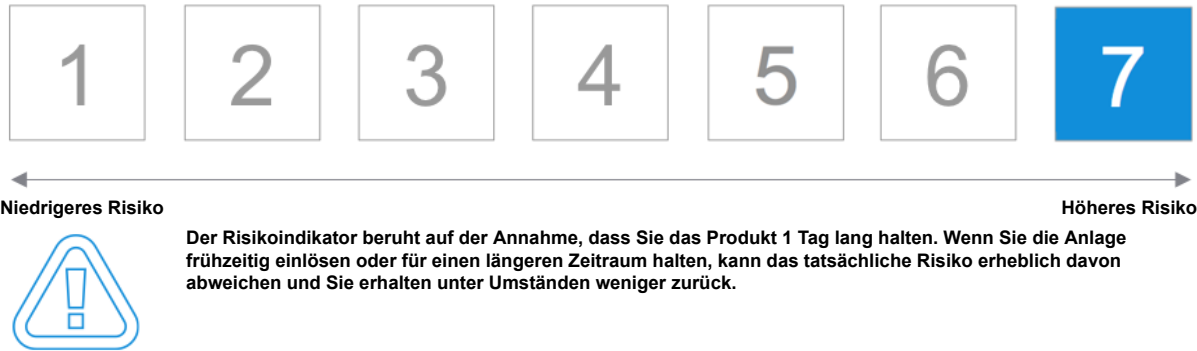 1 2 3 4 5 6 7
Niedrigeres Risiko Höheres Risiko
Der Risikoindikator beruht auf der Annahme, dass Sie das Produkt 1 Tag lang halten. Wenn Sie die Anlage
frühzeitig einlösen oder für einen längeren Zeitraum halten, kann das tatsächliche Risiko erheblich davon
abweichen und Sie erhalten unter Umständen weniger zurück.